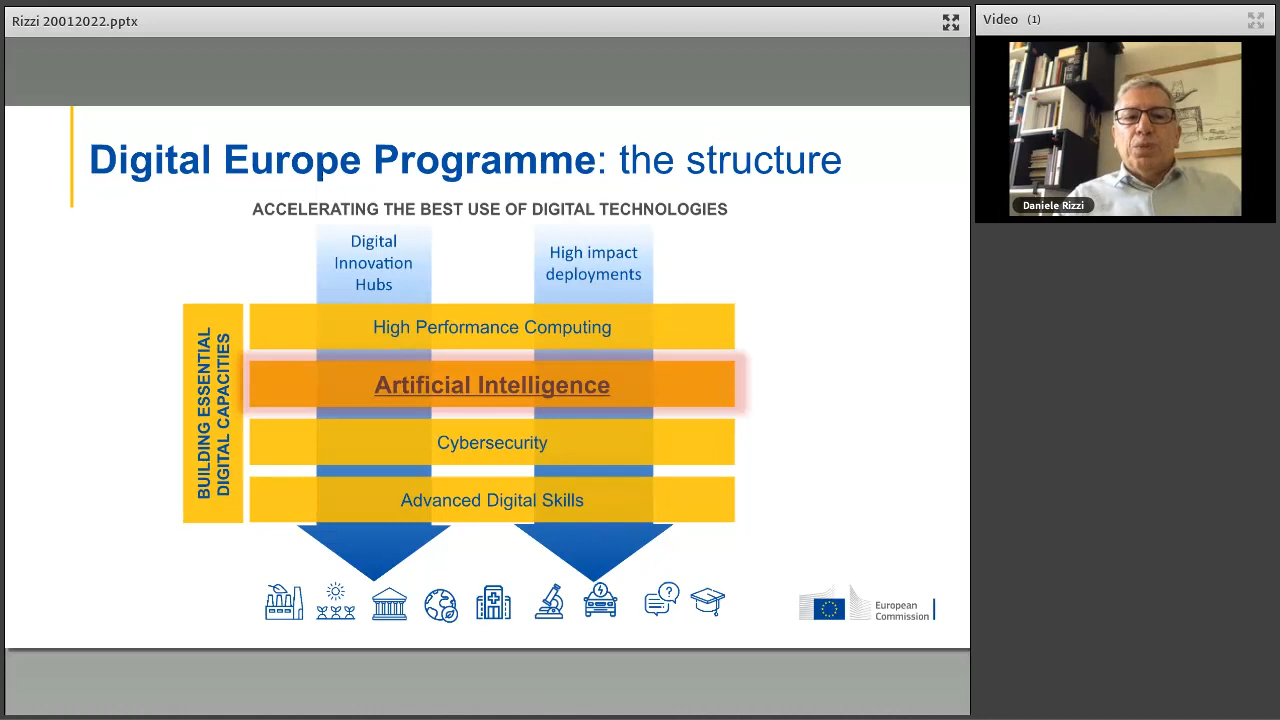 Rizzi 20012022.pptx
Video (1)
Daniele Rizzi
Digital Europe Programme: the structure
ACCELERATING THE BEST USE OF DIGITAL TECHNOLOGIES
Digital
Innovation
Hubs
High impact
deployments
BUILDING ESSENTIAL
DIGITAL CAPACITIES
High Performance Computing
Artificial Intelligence
Cybersecurity
Advanced Digital Skills
?
European
Commission